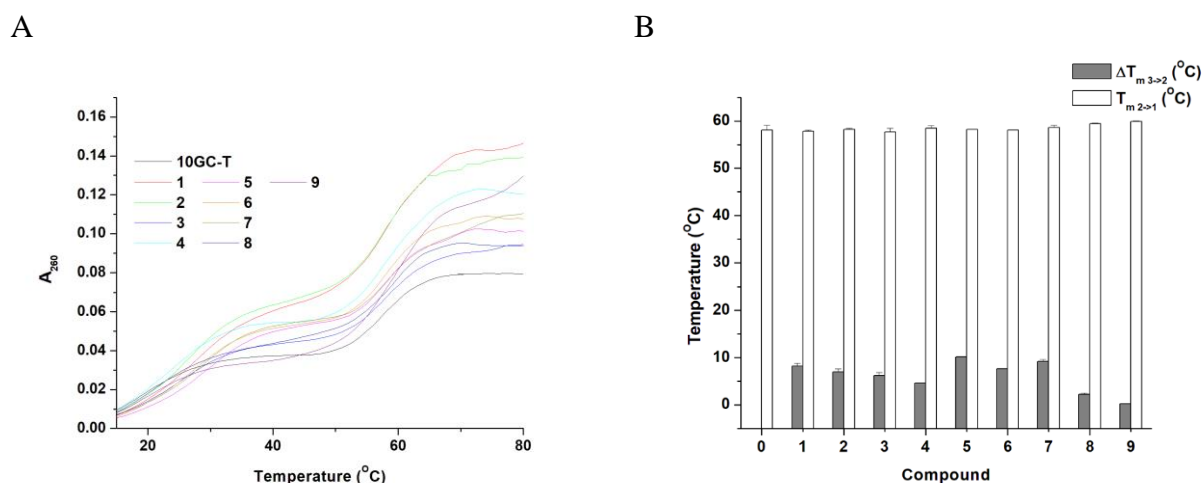 A
B
0.16
0.14
0.12
0.10
0.08
0.06
0.04
0.02
0.00
A260
10GC-T
1 5 9
2 6
3 7
4 8
20 40 60 80
Temperature (°C)
ΔTm 3->2 (°C)
Tm 2->1 (°C)
60
50
40
30
20
10
0
Temperature (°C)
0 1 2 3 4 5 6 7 8 9
Compound